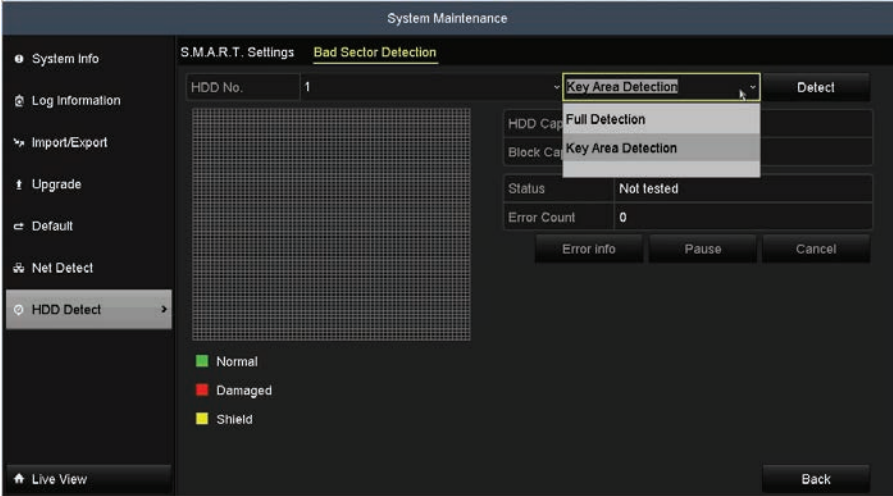 System Maintenance
System Info
Log Information
Import/Export
Upgrade
Default
Net Detect
HDD Detect
Live View
S.M.A.R.T. Settings Bad Sector Detection
HDD No. 1 Key Area Detection Detect
Full Detection
Key Area Detection
HDD Cap
Block Ca
Status Not tested
Error Count 0
Error info Pause Cancel
Normal
Damaged
Shield
Back